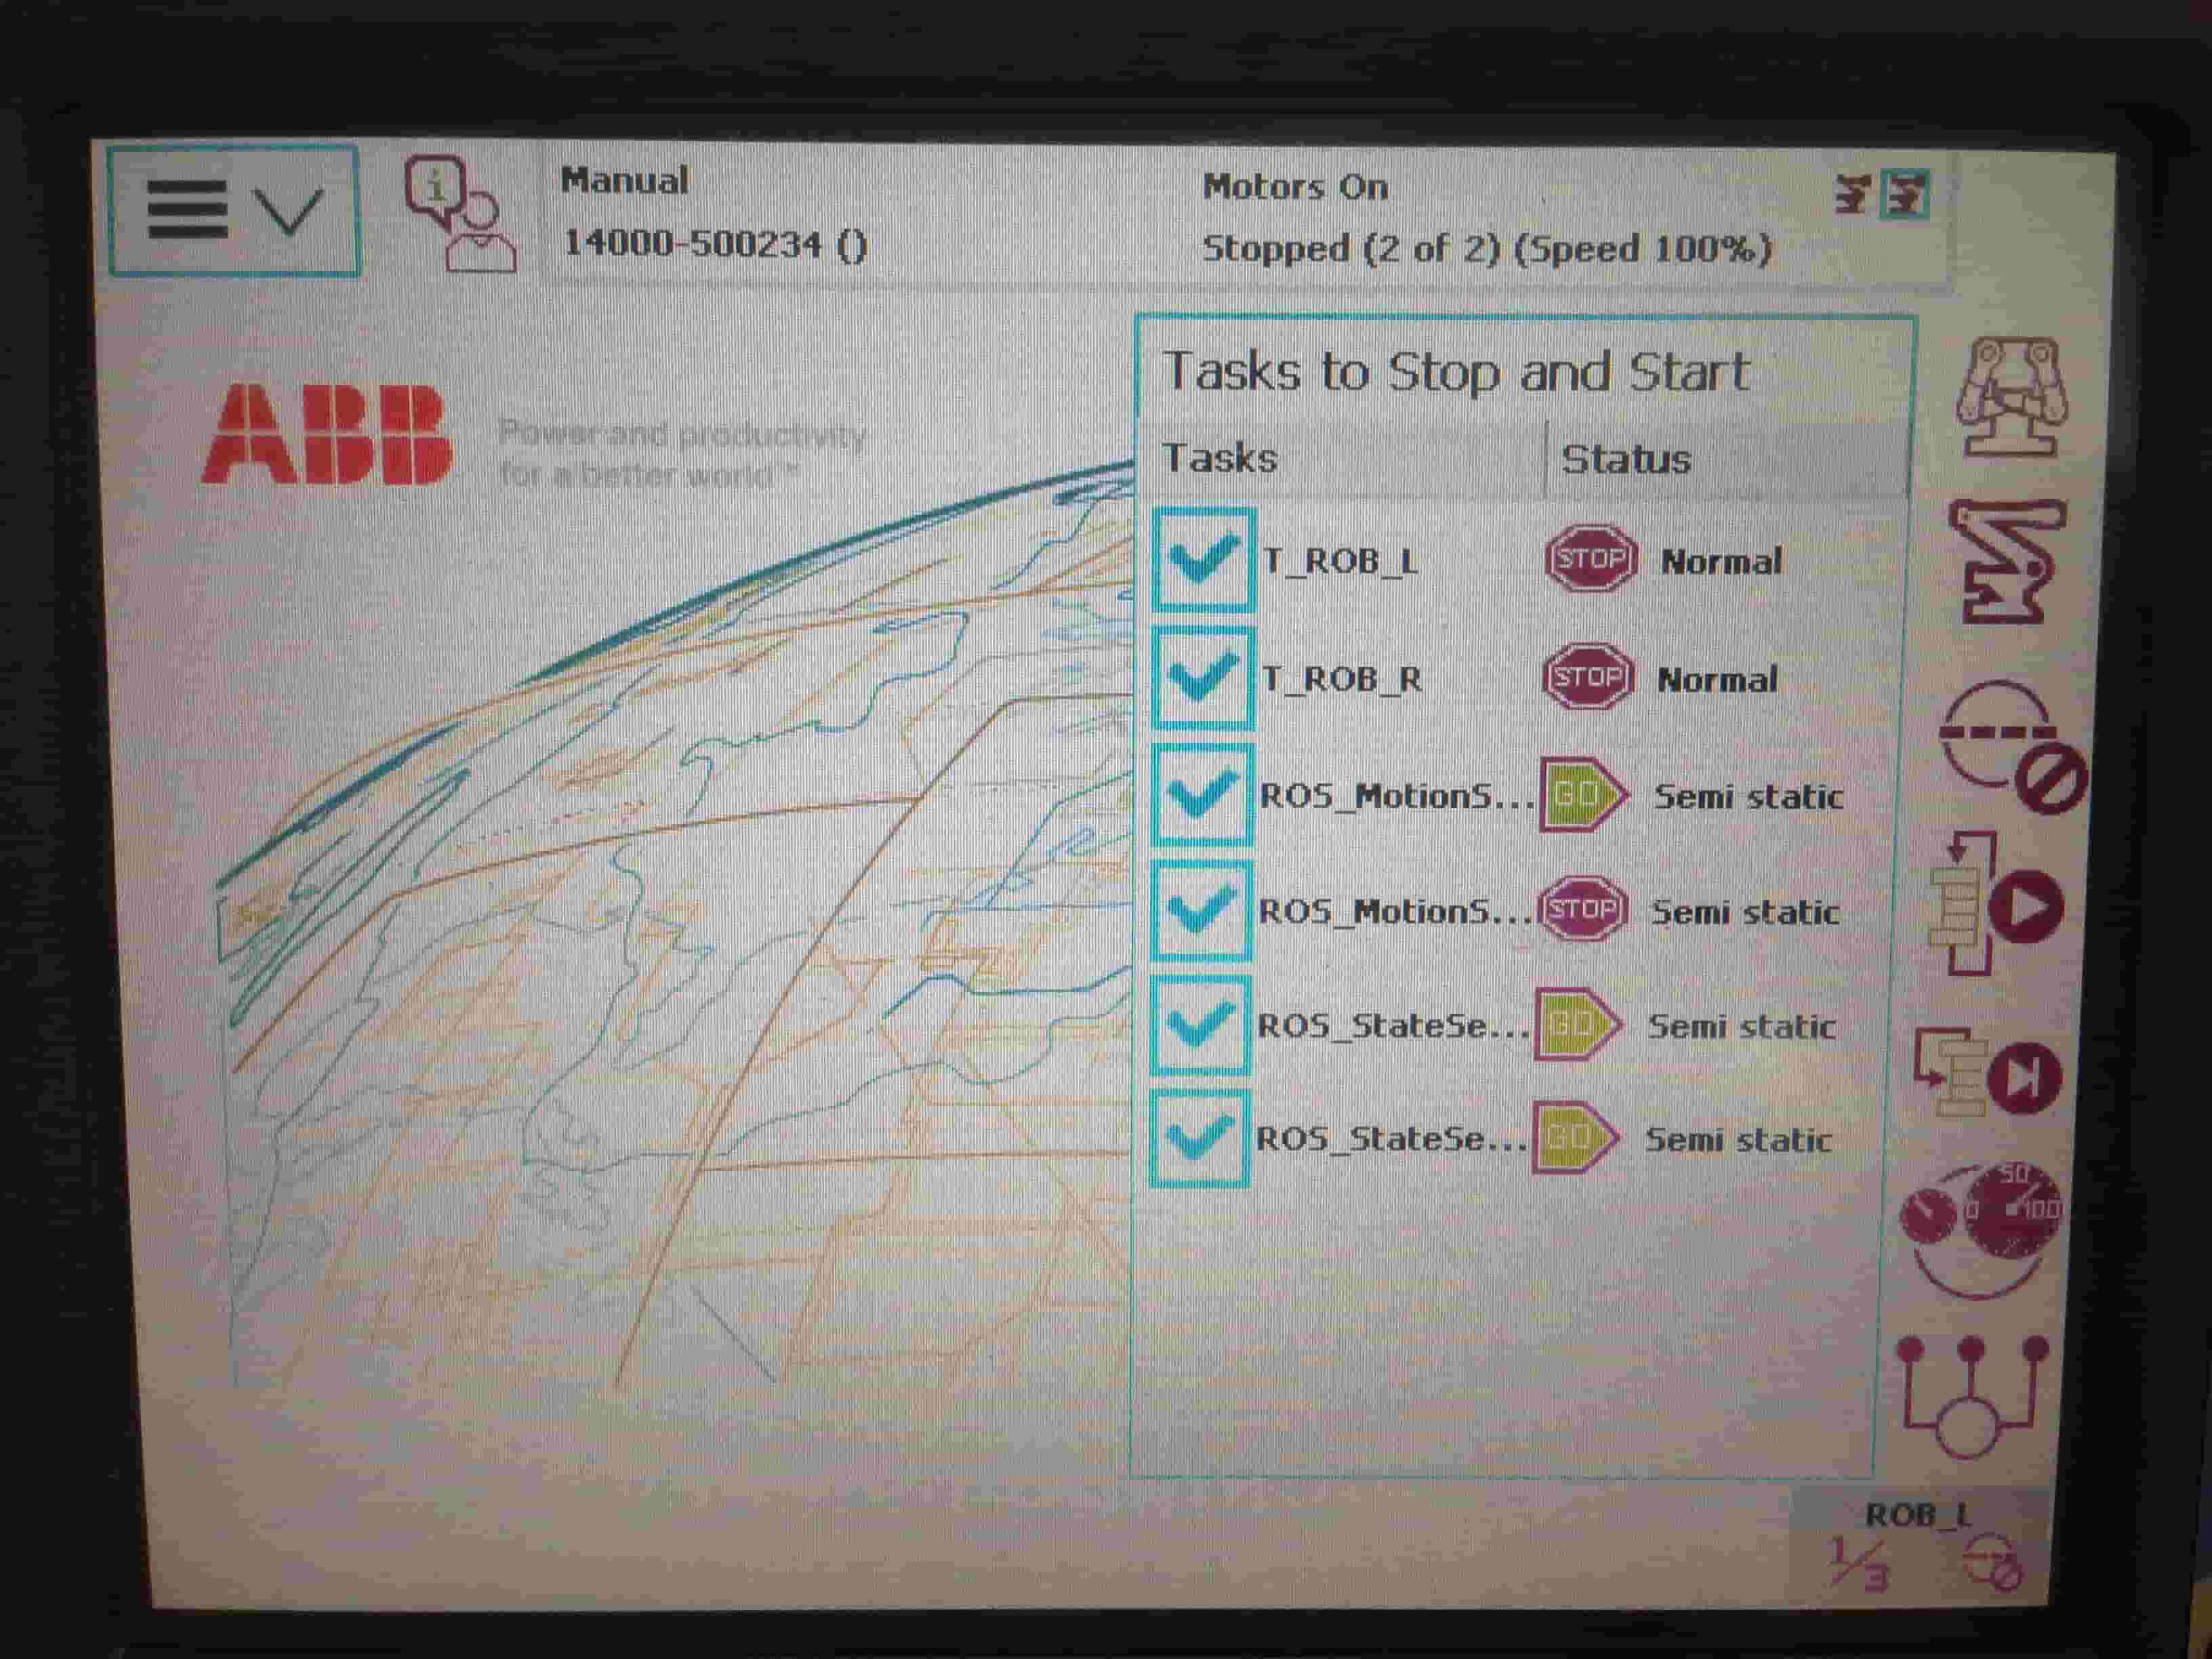 Manual
14000-500234 ()
Motors On
Stopped (2 of 2) (Speed 100%)
ABB
Power and productivity
for a better world™
Tasks to Stop and Start
Tasks Status
T_ROB_L STOP Normal
T_ROB_R STOP Normal
ROS_MotionS... GO Semi static
ROS_MotionS... STOP Semi static
ROS_StateSe... GO Semi static
ROS_StateSe... GO Semi static
50
0 100
ROB_L
1/3